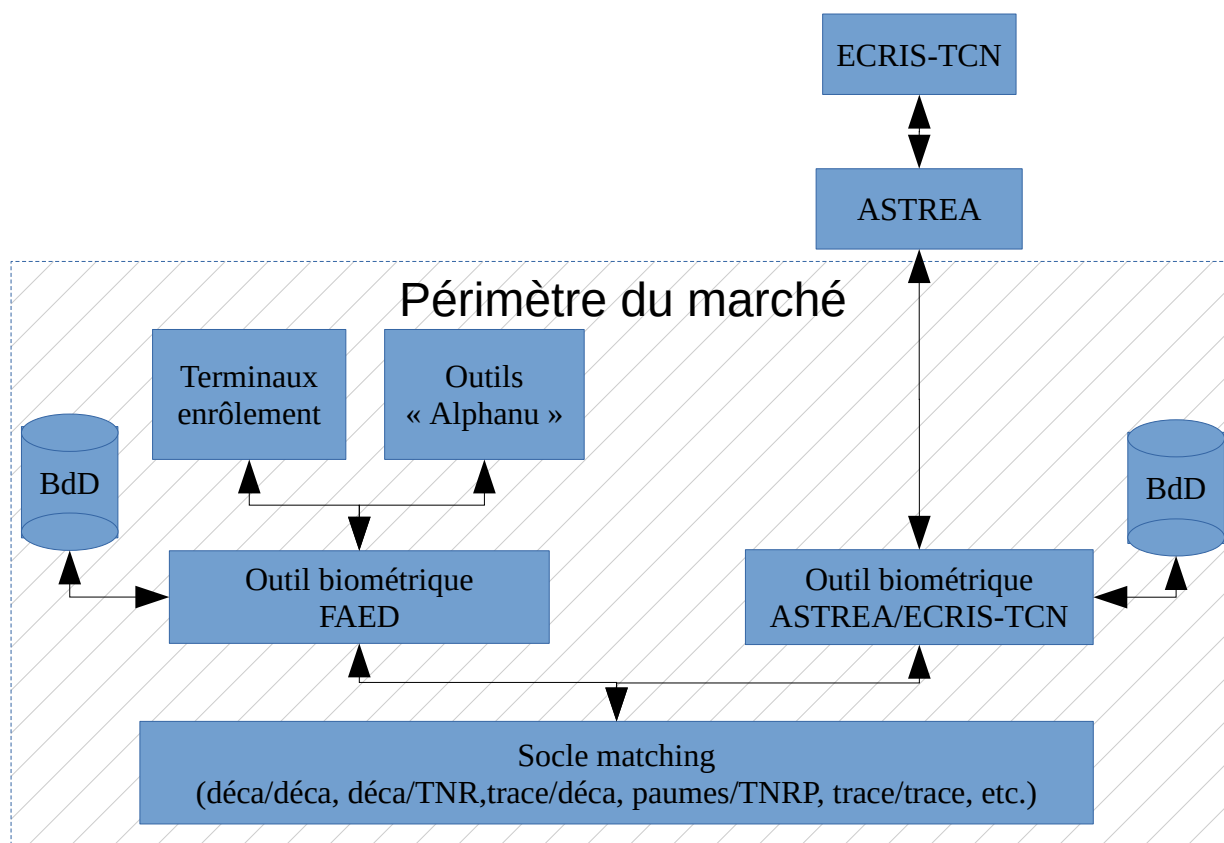 ECRIS-TCN
ASTREA
Périmètre du marché
Terminaux
enrôlement
Outils
« Alphanu »
BdD
BdD
Outil biométrique
FAED
Outil biométrique
ASTREA/ECRIS-TCN
Socle matching
(déca/déca, déca/TNR,trace/déca, paumes/TNRP, trace/trace, etc.)